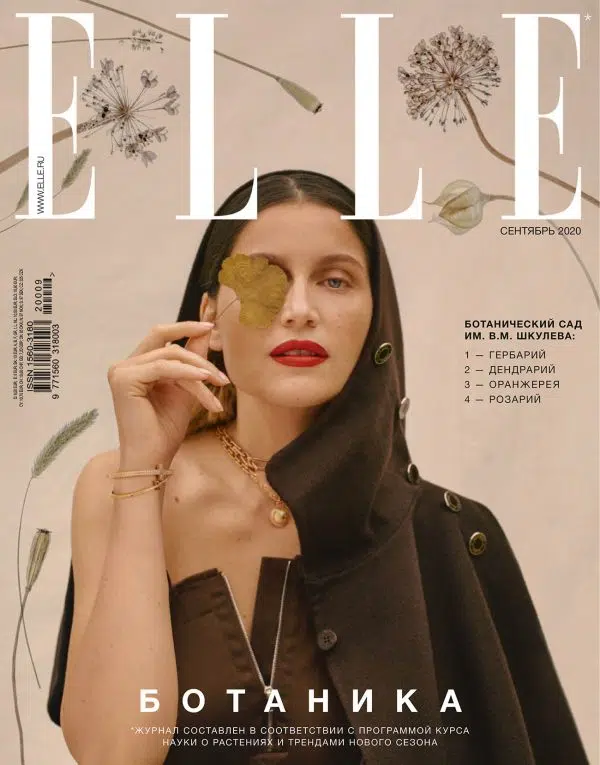 ELLE*
WWW.ELLE.RU
СЕНТЯБРЬ 2020
20009 >
ISSN 1560-3180
9 771560 318003
БОТАНИЧЕСКИЙ САД
ИМ. В.М. ШКУЛЕВА:
1 — ГЕРБАРИЙ
2 — ДЕНДРАРИЙ
3 — ОРАНЖЕРЕЯ
4 — РОЗАРИЙ
БОТАНИКА
*ЖУРНАЛ СОСТАВЛЕН В СООТВЕТСТВИИ С ПРОГРАММОЙ КУРСА
НАУКИ О РАСТЕНИЯХ И ТРЕНДАМИ НОВОГО СЕЗОНА